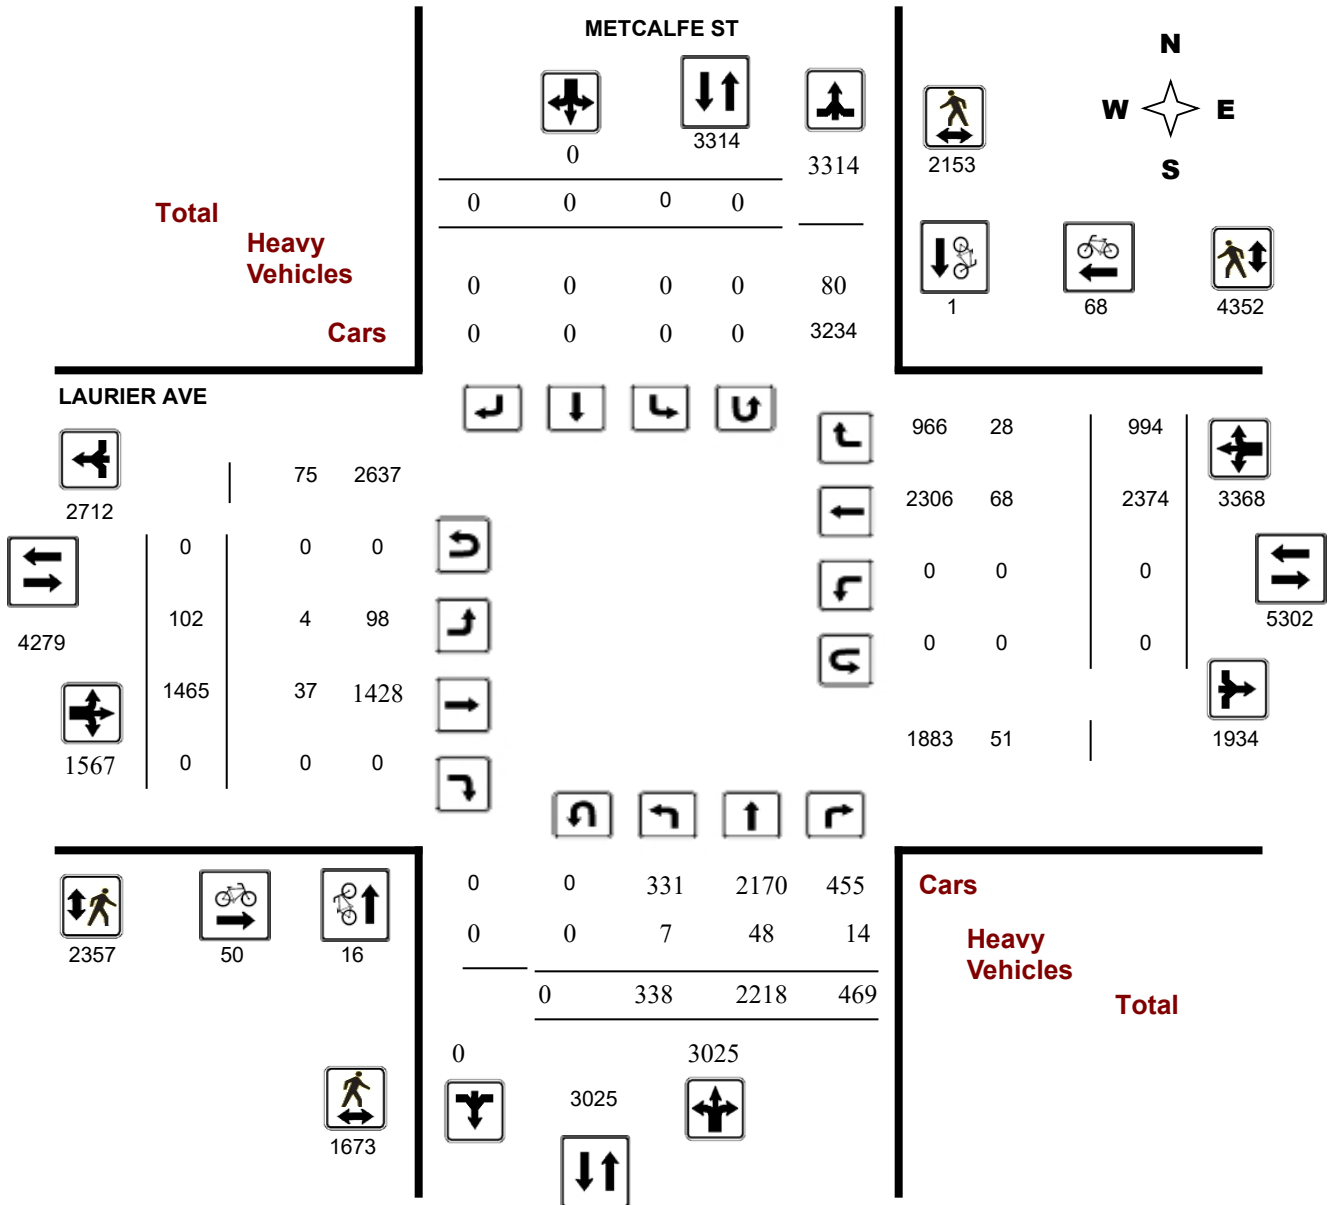 METCALFE ST
N
W E
S
0
3314
3314
2153
Total
0 0 0 0
Heavy
Vehicles
0 0 0 0 80
1 68 4352
Cars
0 0 0 0 3234
LAURIER AVE
966 28 994
75 2637
2712
2306 68 2374 3368
0 0 0
0 0 0
102 4 98
4279
5302
0 0 0
1465 37 1428
1567
0 0 0
1883 51 1934
0 0 331 2170 455
Cars
2357 50 16
0 0 7 48 14
Heavy
Vehicles
0 338 2218 469
Total
0 3025
3025
1673